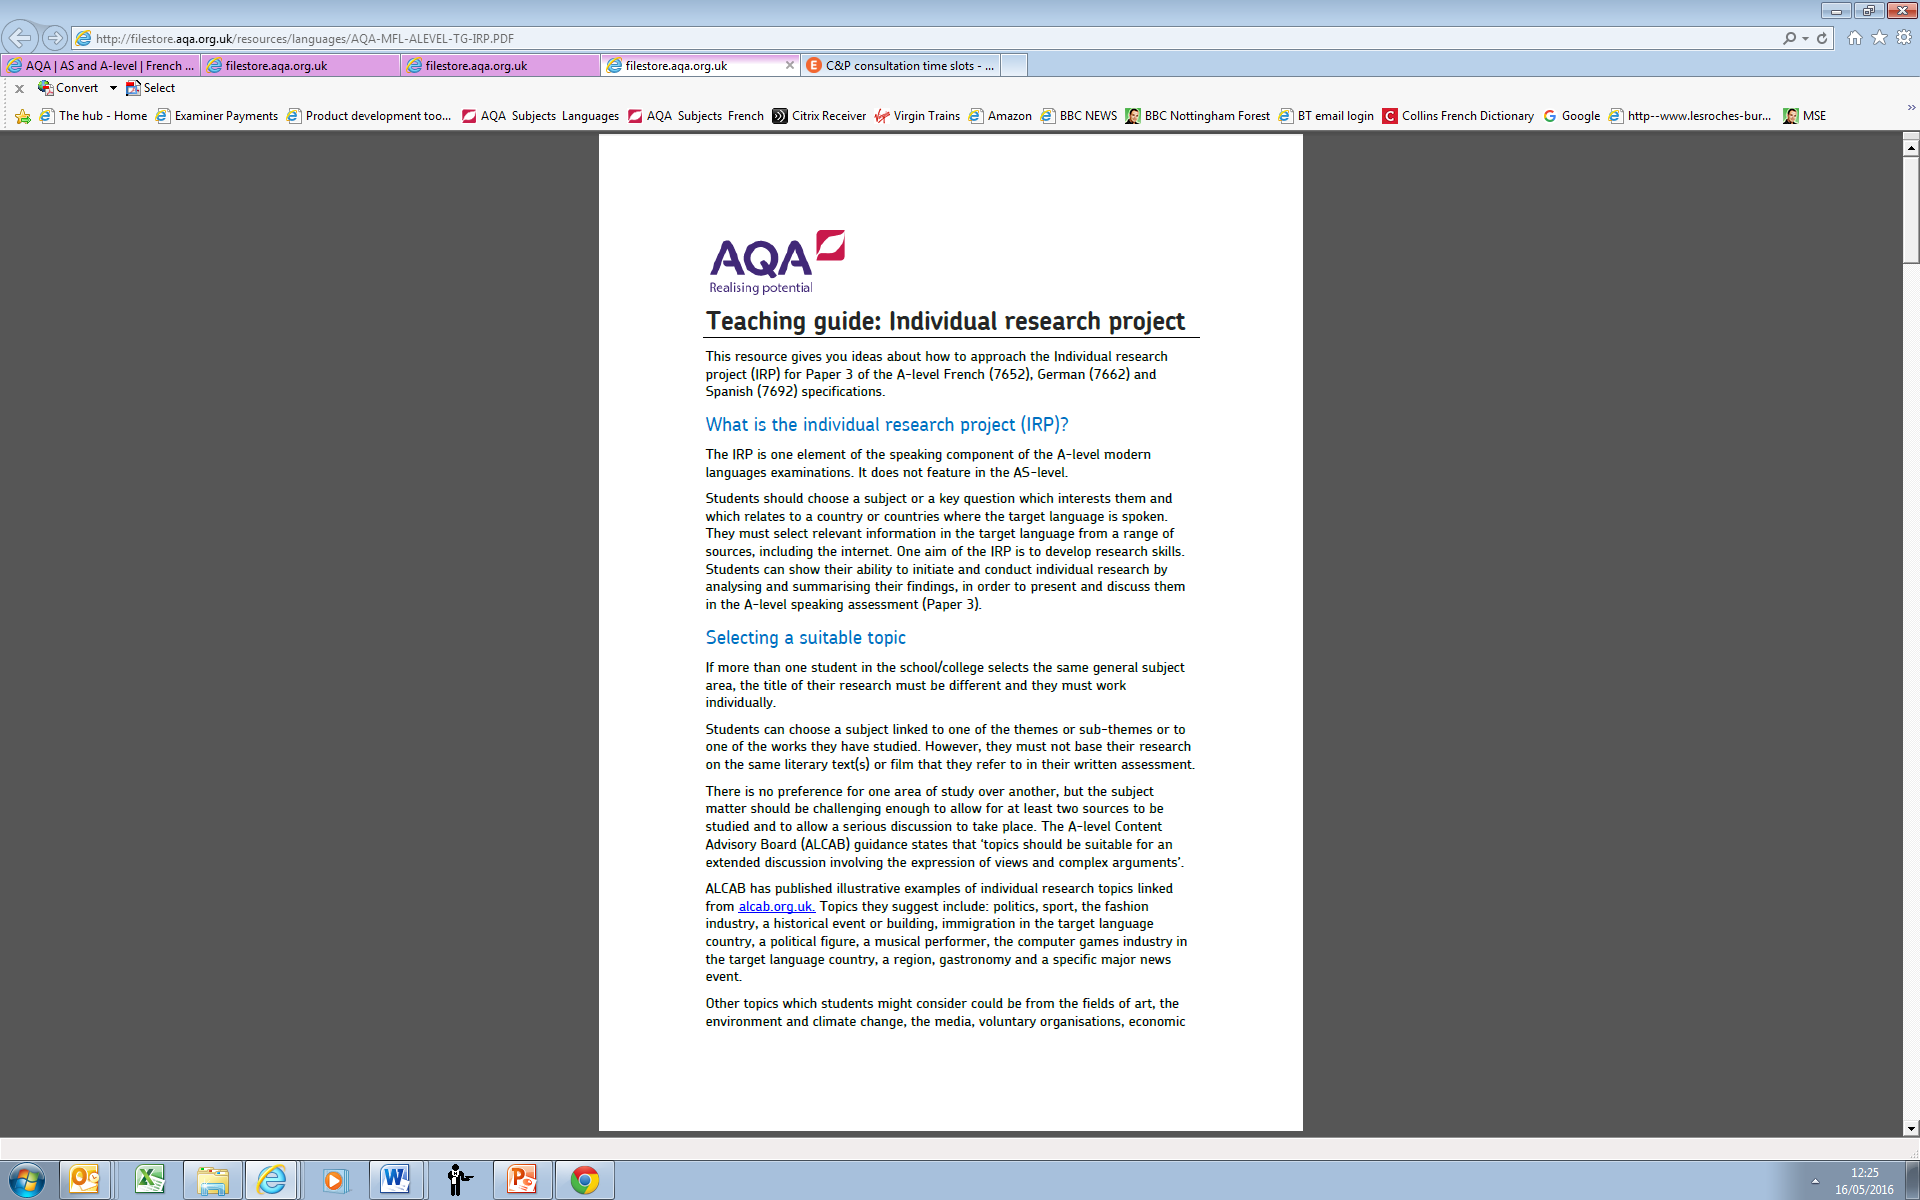 http://filestore.aqa.org.uk/resources/languages/AQA-MFL-ALEVEL-TG-IRP.PDF
AQA | AS and A-level | French ...
filestore.aqa.org.uk
filestore.aqa.org.uk
filestore.aqa.org.uk
C&P consultation time slots - ...
Convert
Select
The hub - Home
Examiner Payments
Product development too...
AQA Subjects Languages
AQA Subjects French
Citrix Receiver
Virgin Trains
Amazon
BBC NEWS
BBC Nottingham Forest
BT email login
Collins French Dictionary
Google
http--www.lesroches-bur...
MSE
AQA
Realising potential
Teaching guide: Individual research project
This resource gives you ideas about how to approach the Individual research
project (IRP) for Paper 3 of the A-level French (7652), German (7662) and
Spanish (7692) specifications.
What is the individual research project (IRP)?
The IRP is one element of the speaking component of the A-level modern
languages examinations. It does not feature in the AS-level.
Students should choose a subject or a key question which interests them and
which relates to a country or countries where the target language is spoken.
They must select relevant information in the target language from a range of
sources, including the internet. One aim of the IRP is to develop research skills.
Students can show their ability to initiate and conduct individual research by
analysing and summarising their findings, in order to present and discuss them
in the A-level speaking assessment (Paper 3).
Selecting a suitable topic
If more than one student in the school/college selects the same general subject
area, the title of their research must be different and they must work
individually.
Students can choose a subject linked to one of the themes or sub-themes or to
one of the works they have studied. However, they must not base their research
on the same literary text(s) or film that they refer to in their written assessment.
There is no preference for one area of study over another, but the subject
matter should be challenging enough to allow for at least two sources to be
studied and to allow a serious discussion to take place. The A-level Content
Advisory Board (ALCAB) guidance states that ‘topics should be suitable for an
extended discussion involving the expression of views and complex arguments’.
ALCAB has published illustrative examples of individual research topics linked
from alcab.org.uk. Topics they suggest include: politics, sport, the fashion
industry, a historical event or building, immigration in the target language
country, a political figure, a musical performer, the computer games industry in
the target language country, a region, gastronomy and a specific major news
event.
Other topics which students might consider could be from the fields of art, the
environment and climate change, the media, voluntary organisations, economic
12:25
16/05/2016